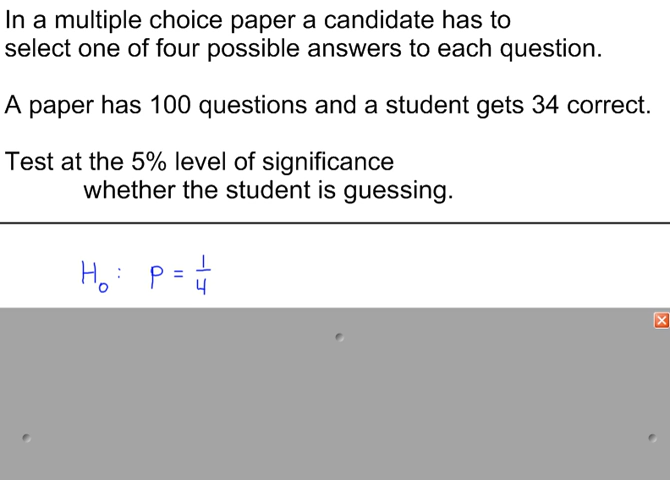 In a multiple choice paper a candidate has to
select one of four possible answers to each question.
A paper has 100 questions and a student gets 34 correct.
Test at the 5% level of significance
whether the student is guessing.
H₀: p = 1/4